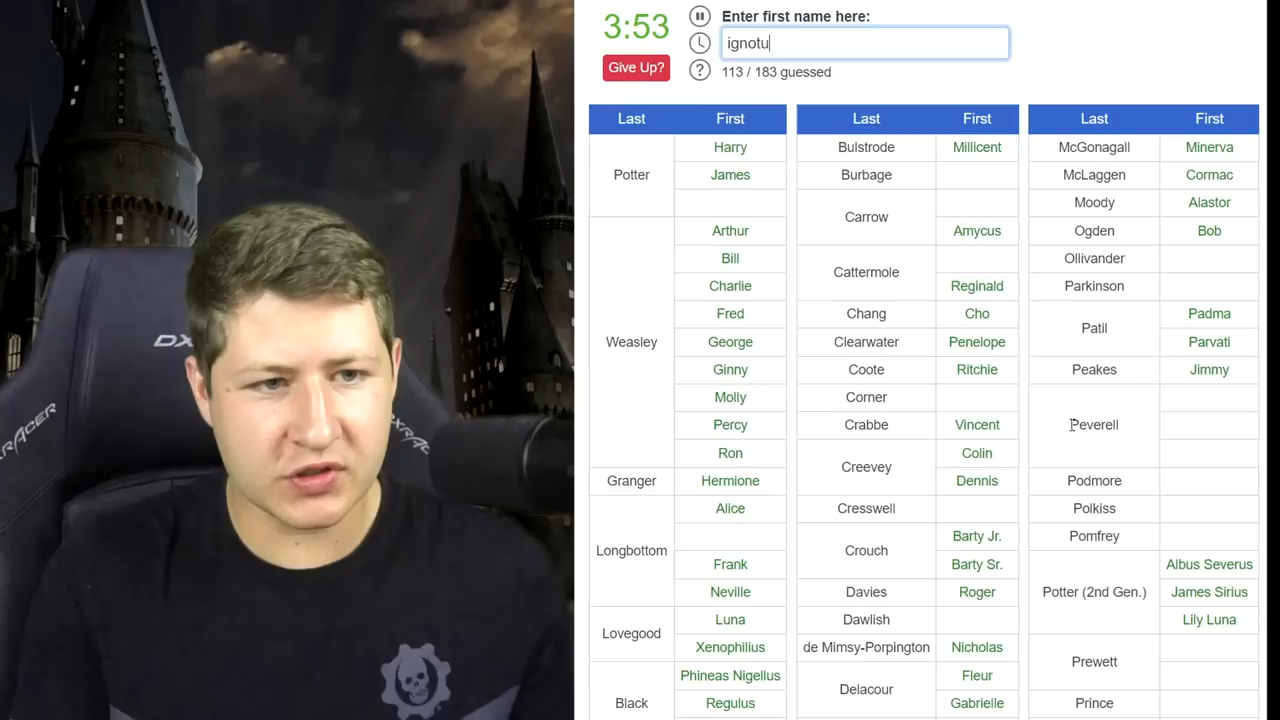 3:53
Give Up?
Enter first name here:
ignotu
113 / 183 guessed
DX
RACER
DXRACER
Last First
Potter
Harry
James
Weasley
Arthur
Bill
Charlie
Fred
George
Ginny
Molly
Percy
Ron
Granger Hermione
Longbottom
Alice
Frank
Neville
Lovegood
Luna
Xenophilius
Black
Phineas Nigellus
Regulus
Last First
Bulstrode Millicent
Burbage
Carrow
Amycus
Cattermole
Reginald
Chang Cho
Clearwater Penelope
Coote Ritchie
Corner
Crabbe Vincent
Creevey
Colin
Dennis
Cresswell
Crouch
Barty Jr.
Barty Sr.
Davies Roger
Dawlish
de Mimsy-Porpington Nicholas
Delacour
Fleur
Gabrielle
Last First
McGonagall Minerva
McLaggen Cormac
Moody Alastor
Ogden Bob
Ollivander
Parkinson
Patil
Padma
Parvati
Peakes Jimmy
Peverell
Podmore
Polkiss
Pomfrey
Potter (2nd Gen.)
Albus Severus
James Sirius
Lily Luna
Prewett
Prince